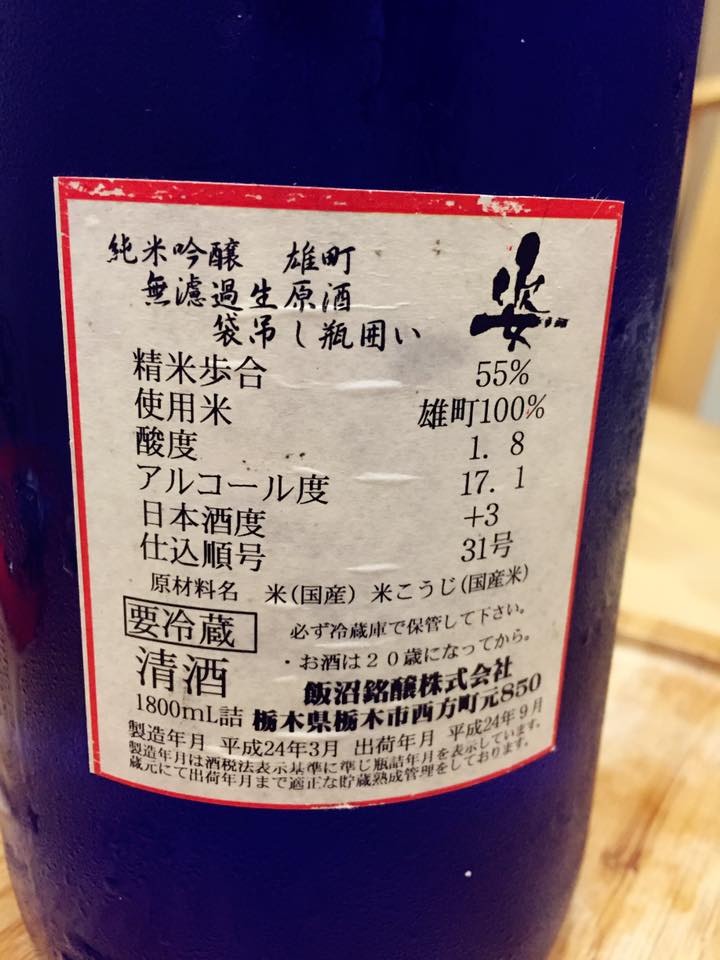 純米吟醸 雄町
無濾過生原酒
袋吊し瓶囲い
姿
精米歩合 55%
使用米 雄町100%
酸度 1.8
アルコール度 17.1
日本酒度 +3
仕込順号 31号
原材料名 米(国産) 米こうじ(国産米)
要冷蔵 必ず冷蔵庫で保管して下さい。
清酒 ・お酒は20歳になってから。
1800mL詰 飯沼銘醸株式会社
栃木県栃木市西方町元850
製造年月 平成24年3月 出荷年月 平成24年9月
製造年月は酒税法表示基準に準じ瓶詰年月を表示しています。
蔵元にて出荷年月まで適正な貯蔵熟成管理をしております。